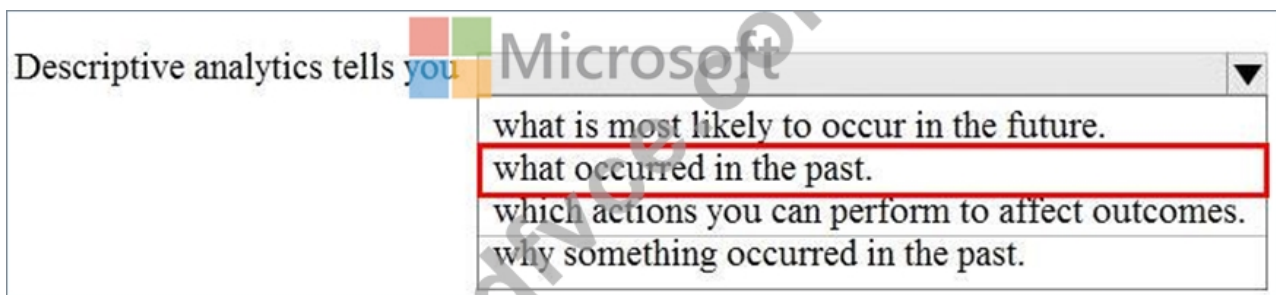 Microsoft
Descriptive analytics tells you
▼
what is most likely to occur in the future.
what occurred in the past.
which actions you can perform to affect outcomes.
why something occurred in the past.